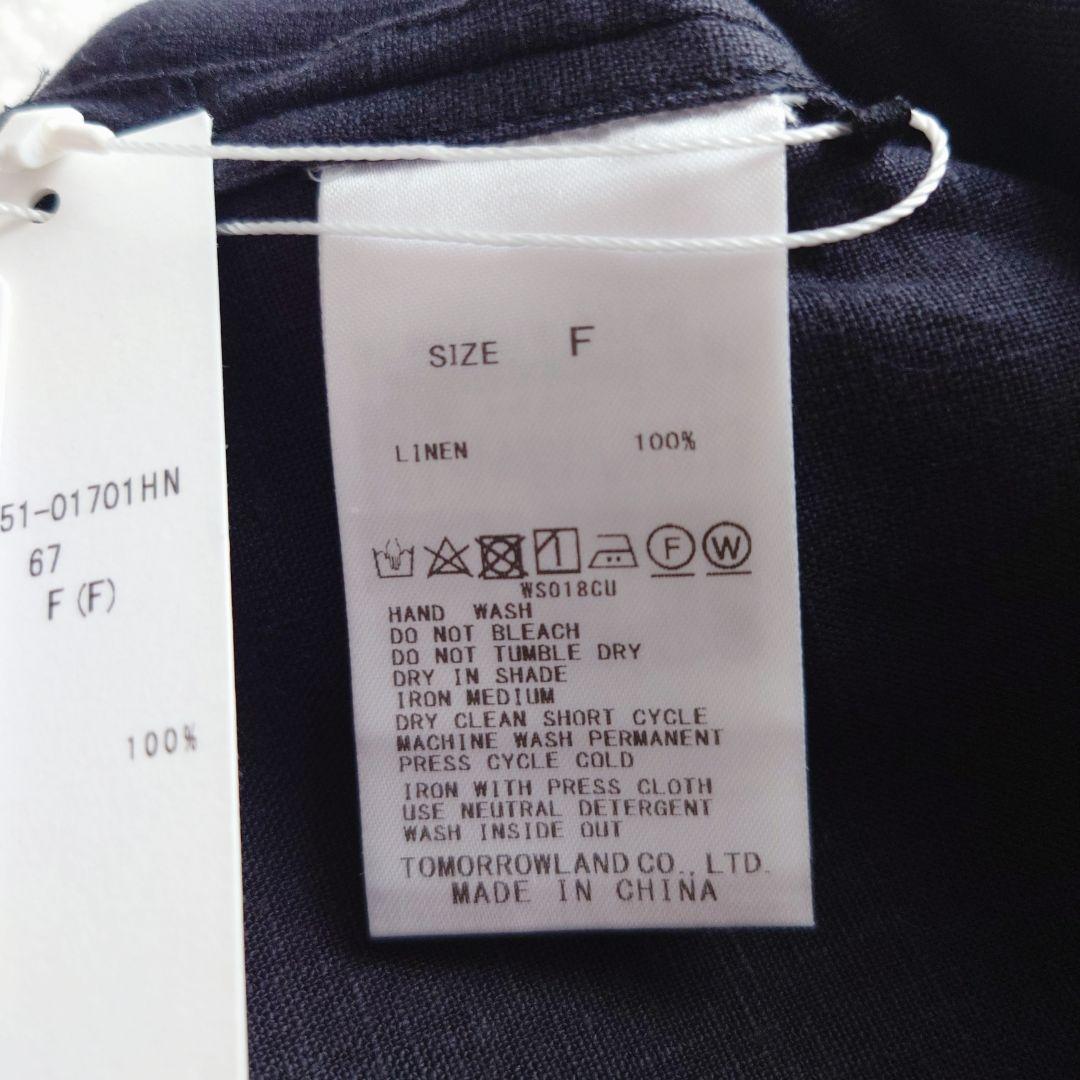 51-01701HN
67
F (F)
100%
SIZE F
LINEN 100%
F W
WS018CU
HAND WASH
DO NOT BLEACH
DO NOT TUMBLE DRY
DRY IN SHADE
IRON MEDIUM
DRY CLEAN SHORT CYCLE
MACHINE WASH PERMANENT
PRESS CYCLE COLD
IRON WITH PRESS CLOTH
USE NEUTRAL DETERGENT
WASH INSIDE OUT
TOMORROWLAND CO., LTD.
MADE IN CHINA